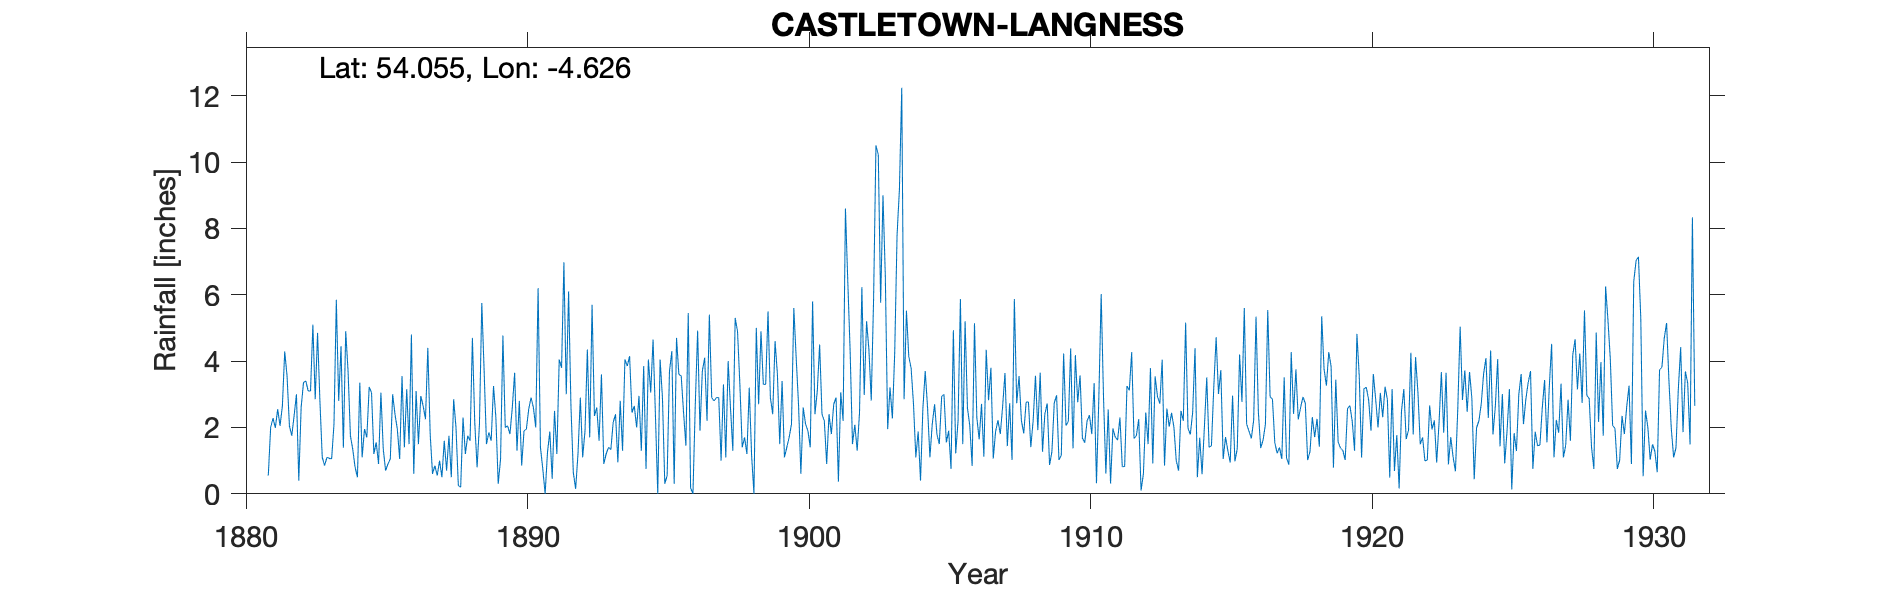 CASTLETOWN-LANGNESS
Lat: 54.055, Lon: -4.626
12
10
8
6
4
2
0
Rainfall [inches]
1880 1890 1900 1910 1920 1930
Year